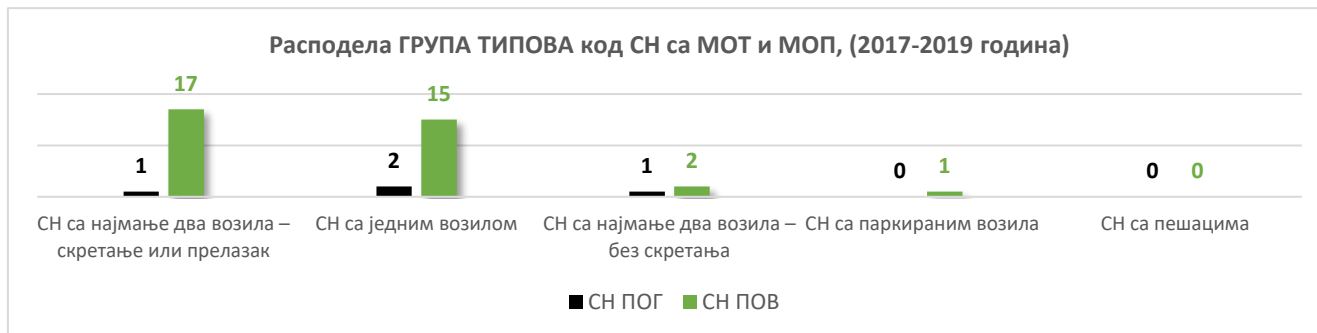 Расподела ГРУПА ТИПОВА код СН са МОТ и МОП, (2017-2019 година)
1 17 2 15 1 2 0 1 0 0
СН са најмање два возила – скретање или прелазак
СН са једним возилом
СН са најмање два возила – без скретања
СН са паркираним возила
СН са пешацима
СН ПОГ СН ПОВ